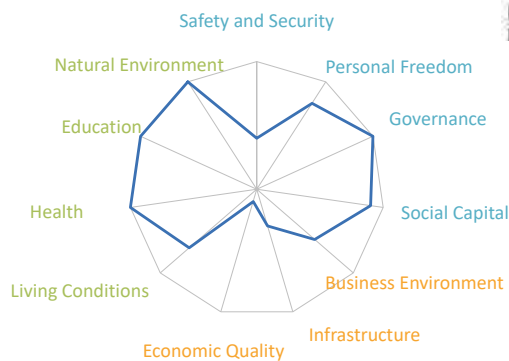 Safety and Security
Personal Freedom
Governance
Social Capital
Business Environment
Infrastructure
Economic Quality
Living Conditions
Health
Education
Natural Environment